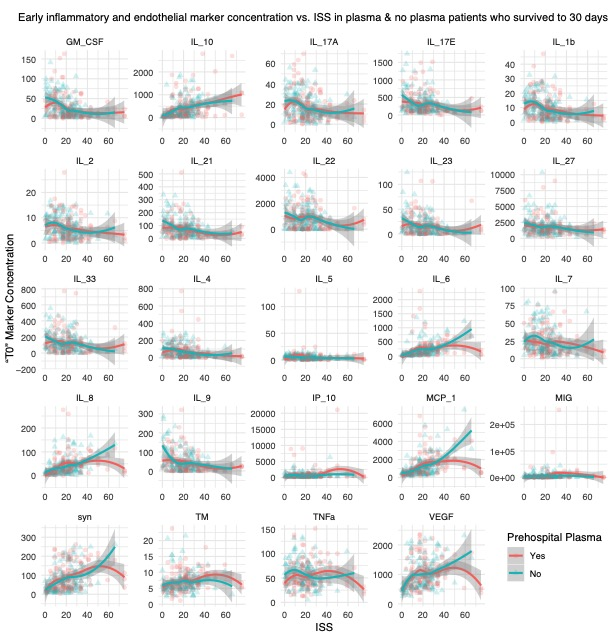 Early inflammatory and endothelial marker concentration vs. ISS in plasma & no plasma patients who survived to 30 days
GM_CSF IL_10 IL_17A IL_17E IL_1b
150 100 50 0
2000 1000 0
60 40 20 0
1500 1000 500 0
40 30 20 10 0
0 20 40 60 0 20 40 60 0 20 40 60 0 20 40 60 0 20 40 60
IL_2 IL_21 IL_22 IL_23 IL_27
20 10 0
500 400 300 200 100 0
4000 2000 0
100 50 0
10000 7500 5000 2500 0
0 20 40 60 0 20 40 60 0 20 40 60 0 20 40 60 0 20 40 60
"T0" Marker Concentration
IL_33 IL_4 IL_5 IL_6 IL_7
800 600 400 200 0 −200
800 600 400 200 0
100 50 0
2000 1500 1000 500 0
100 75 50 25 0
0 20 40 60 0 20 40 60 0 20 40 60 0 20 40 60 0 20 40 60
IL_8 IL_9 IP_10 MCP_1 MIG
200 100 0
300 200 100 0
20000 15000 10000 5000 0
6000 4000 2000 0
2e+05 1e+05 0e+00
0 20 40 60 0 20 40 60 0 20 40 60 0 20 40 60 0 20 40 60
syn TM TNFa VEGF
300 200 100 0
20 15 10 5 0
150 100 50 0
2000 1000 0
0 20 40 60 0 20 40 60 0 20 40 60 0 20 40 60
ISS
Prehospital Plasma
Yes
No